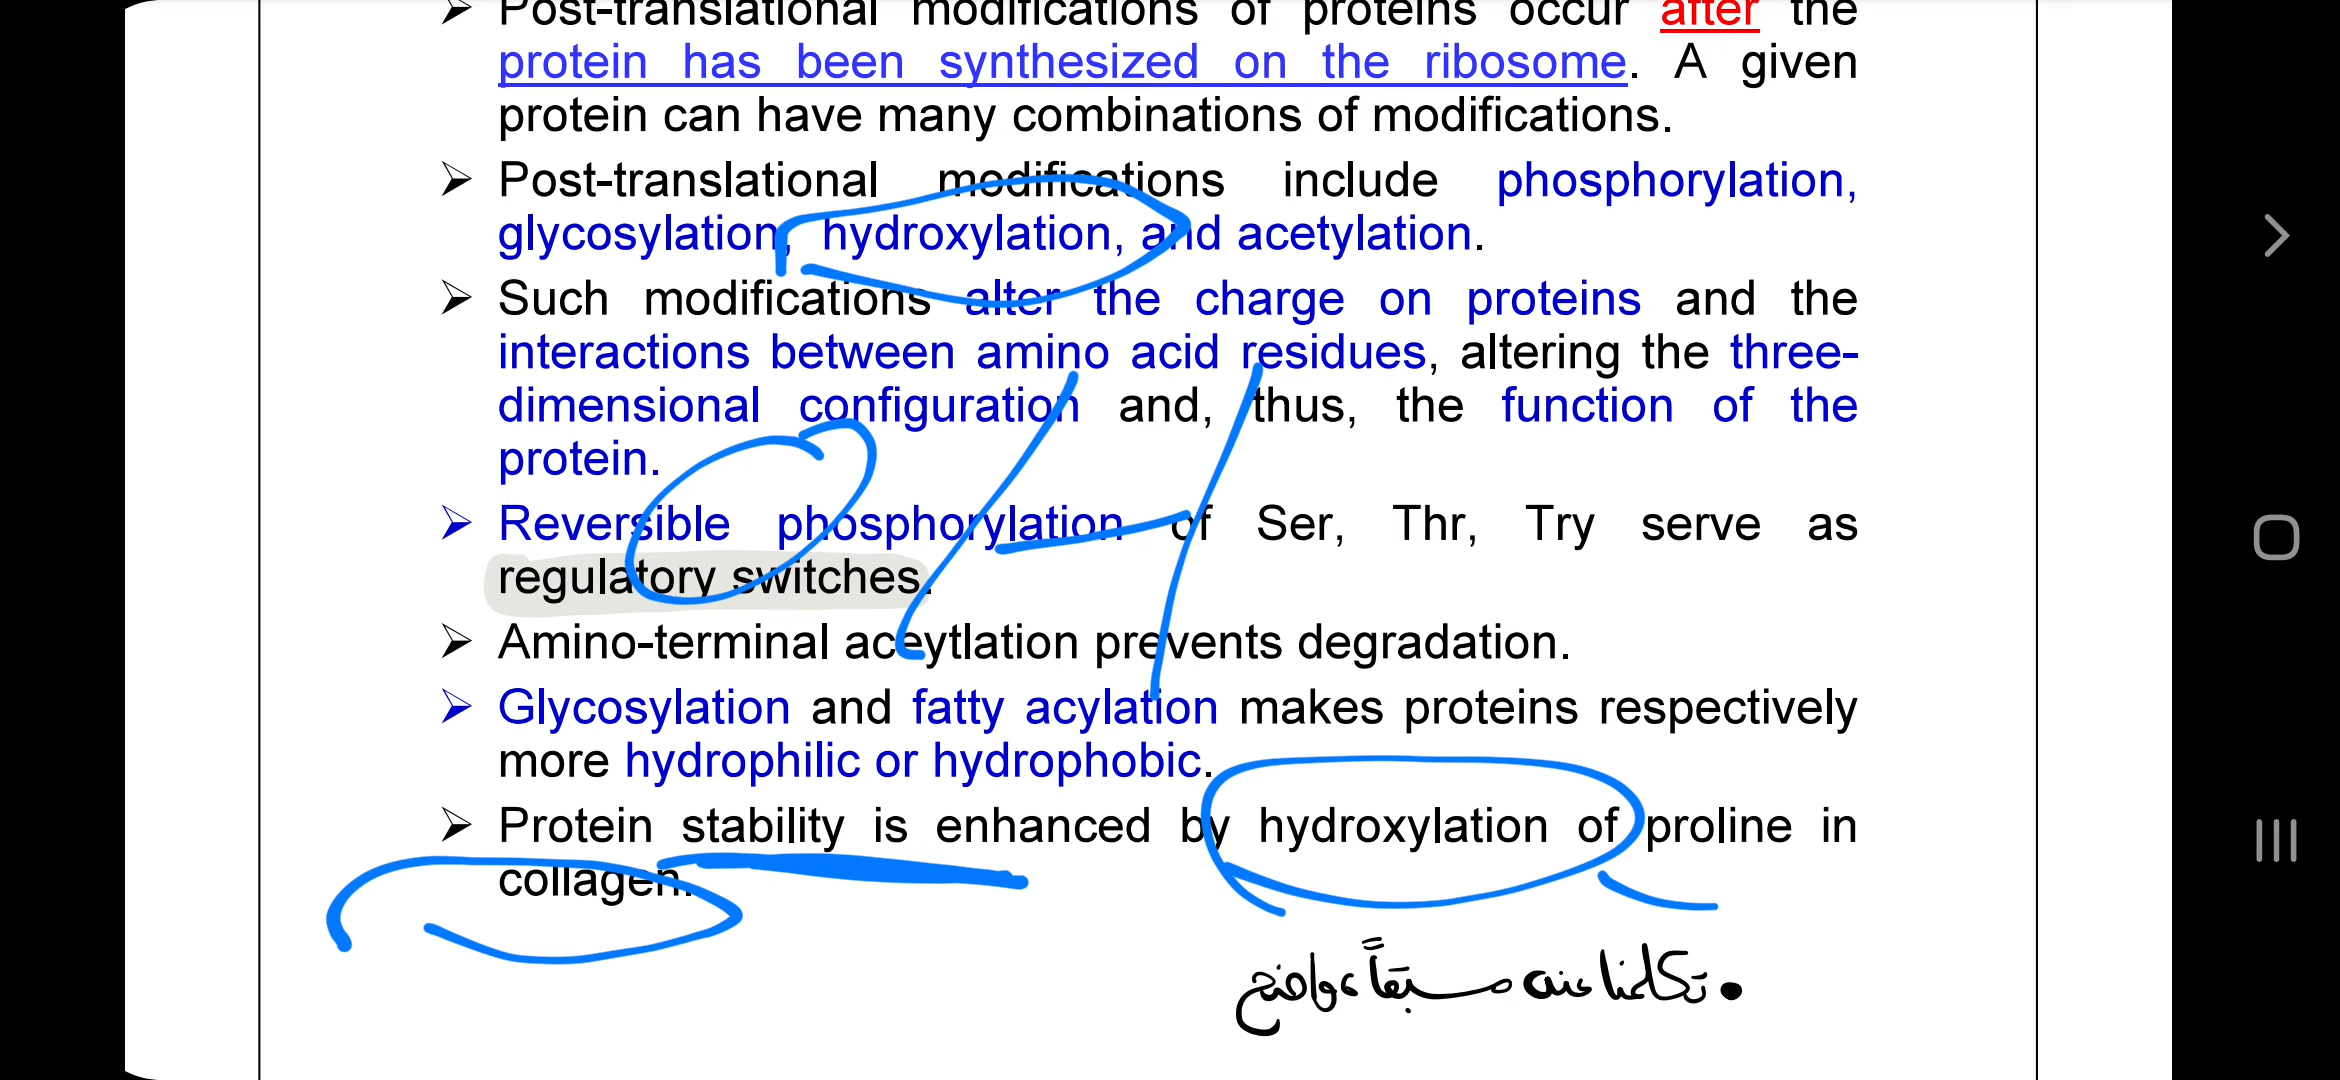 ➤ Post-translational modifications of proteins occur after the
protein has been synthesized on the ribosome. A given
protein can have many combinations of modifications.
➤ Post-translational modifications include phosphorylation,
glycosylation, hydroxylation, and acetylation.
➤ Such modifications alter the charge on proteins and the
interactions between amino acid residues, altering the three-
dimensional configuration and, thus, the function of the
protein.
➤ Reversible phosphorylation of Ser, Thr, Try serve as
regulatory switches.
➤ Amino-terminal aceytlation prevents degradation.
➤ Glycosylation and fatty acylation makes proteins respectively
more hydrophilic or hydrophobic.
➤ Protein stability is enhanced by hydroxylation of proline in
collagen.
OH
• تكلمنا عنه سبقاً، واضح